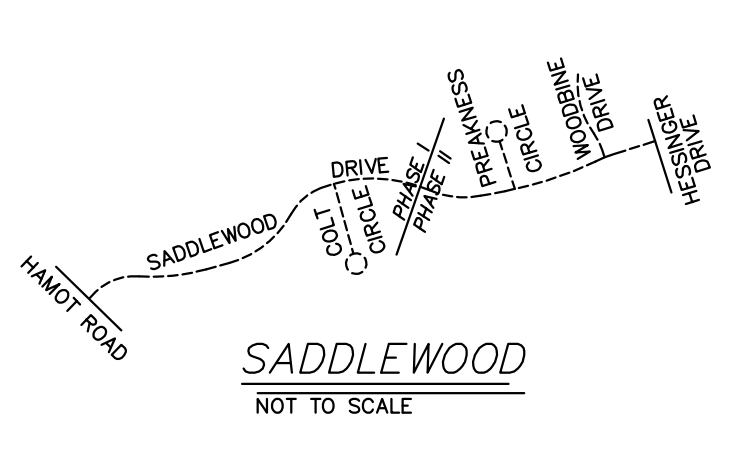 HAMOT ROAD
SADDLEWOOD
DRIVE
COLT
CIRCLE
PHASE I
PHASE II
PREAKNESS
CIRCLE
WOODBINE
DRIVE
HESSINGER
DRIVE
SADDLEWOOD
NOT TO SCALE